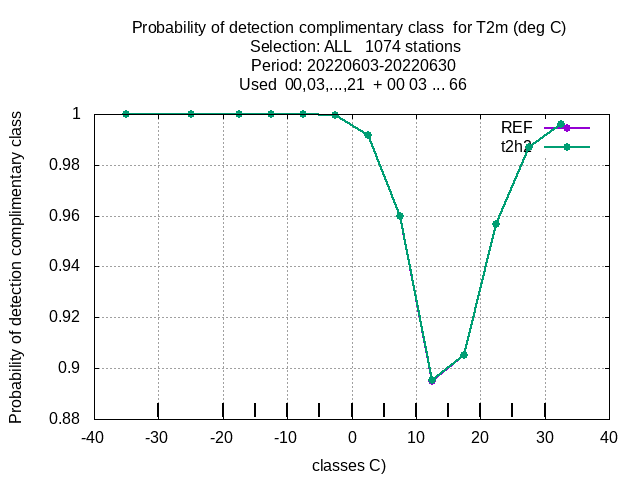 Probability of detection complimentary class for T2m (deg C)
Selection: ALL 1074 stations
Period: 20220603-20220630
Used 00,03,...,21 + 00 03 ... 66
Probability of detection complimentary class
1
0.98
0.96
0.94
0.92
0.9
0.88
REF
t2h2
-40
-30
-20
-10
0
10
20
30
40
classes C)